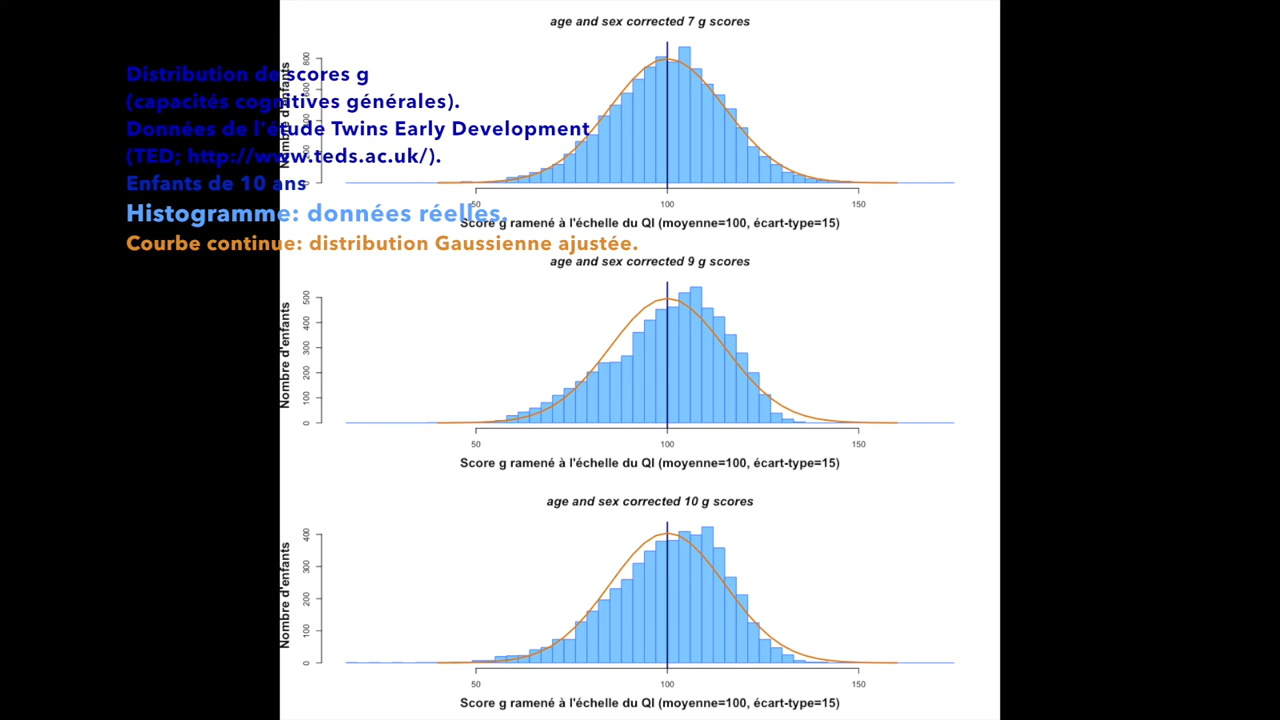 age and sex corrected 7 g scores
Distribution de scores g
(capacités cognitives générales).
Données de l'étude Twins Early Development
(TED; http://www.teds.ac.uk/).
Enfants de 10 ans
Histogramme: données réelles.
Courbe continue: distribution Gaussienne ajustée.
Nombre d'enfants
800
0
50 100 150
Score g ramené à l'échelle du QI (moyenne=100, écart-type=15)
age and sex corrected 9 g scores
Nombre d'enfants
500
400
300
200
100
0
50 100 150
Score g ramené à l'échelle du QI (moyenne=100, écart-type=15)
age and sex corrected 10 g scores
Nombre d'enfants
400
300
200
100
0
50 100 150
Score g ramené à l'échelle du QI (moyenne=100, écart-type=15)